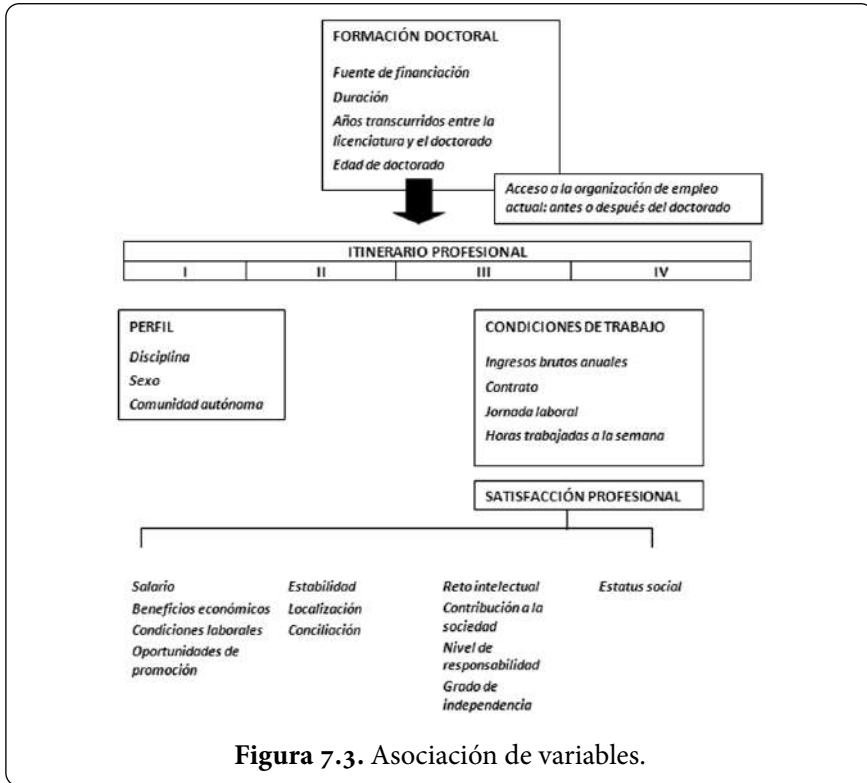 FORMACIÓN DOCTORAL
Fuente de financiación
Duración
Años transcurridos entre la
licenciatura y el doctorado
Edad de doctorado
Acceso a la organización de empleo
actual: antes o después del doctorado
ITINERARIO PROFESIONAL
I II III IV
PERFIL
Disciplina
Sexo
Comunidad autónoma
CONDICIONES DE TRABAJO
Ingresos brutos anuales
Contrato
Jornada laboral
Horas trabajadas a la semana
SATISFACCIÓN PROFESIONAL
Salario
Beneficios económicos
Condiciones laborales
Oportunidades de
promoción
Estabilidad
Localización
Conciliación
Reto intelectual
Contribución a la
sociedad
Nivel de
responsabilidad
Grado de
independencia
Estatus social
Figura 7.3. Asociación de variables.